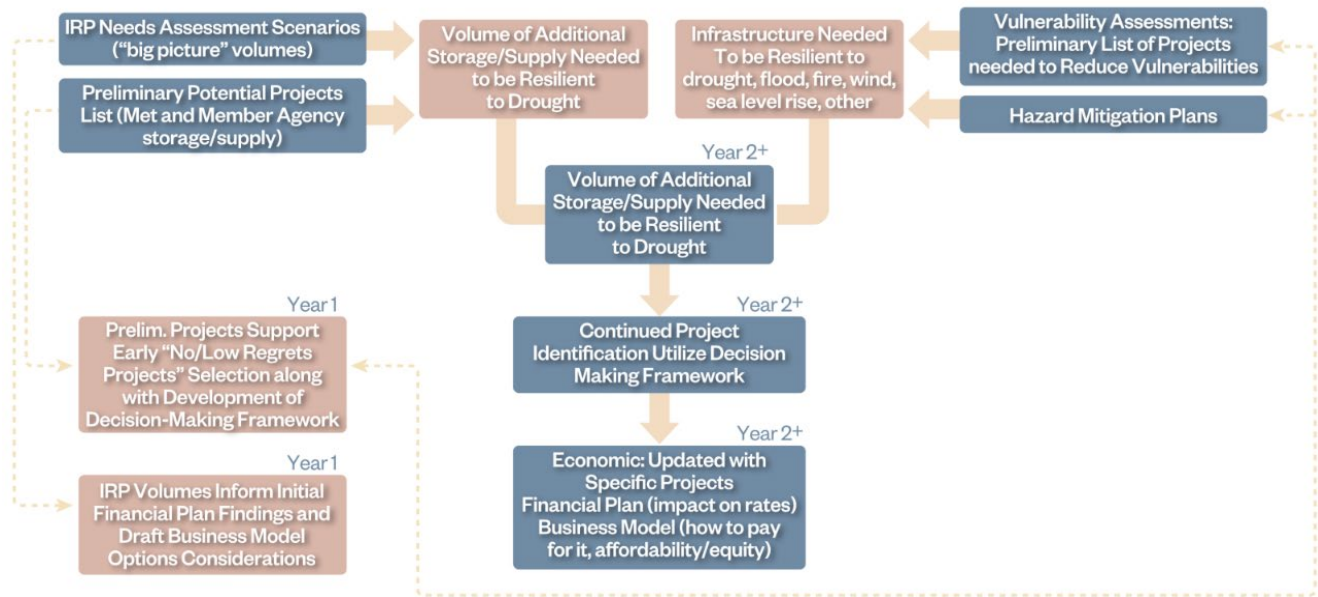 IRP Needs Assessment Scenarios
(“big picture” volumes)
Preliminary Potential Projects
List (Met and Member Agency
storage/supply)
Volume of Additional
Storage/Supply Needed
to be Resilient
to Drought
Infrastructure Needed
To be Resilient to
drought, flood, fire, wind,
sea level rise, other
Vulnerability Assessments:
Preliminary List of Projects
needed to Reduce Vulnerabilities
Hazard Mitigation Plans
Year 2+
Volume of Additional
Storage/Supply Needed
to be Resilient
to Drought
Year 1
Prelim. Projects Support
Early “No/Low Regrets
Projects” Selection along
with Development of
Decision-Making Framework
Year 2+
Continued Project
Identification Utilize Decision
Making Framework
Year 1
IRP Volumes Inform Initial
Financial Plan Findings and
Draft Business Model
Options Considerations
Year 2+
Economic: Updated with
Specific Projects
Financial Plan (impact on rates)
Business Model (how to pay
for it, affordability/equity)